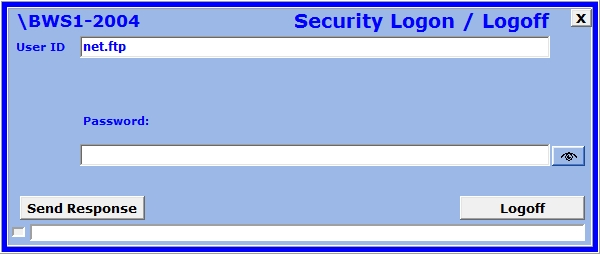 \BWS1-2004 Security Logon / Logoff X
User ID net.ftp
Password:
Send Response Logoff